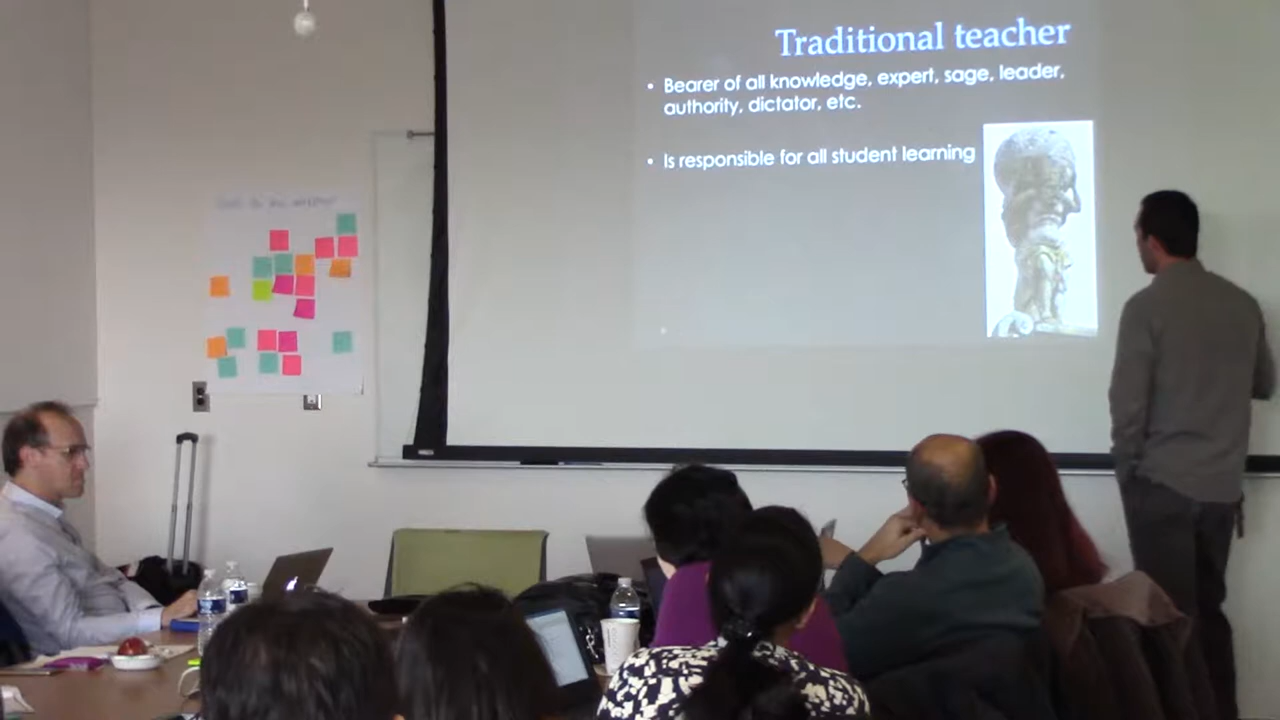 Traditional teacher
• Bearer of all knowledge, expert, sage, leader,
authority, dictator, etc.
• Is responsible for all student learning